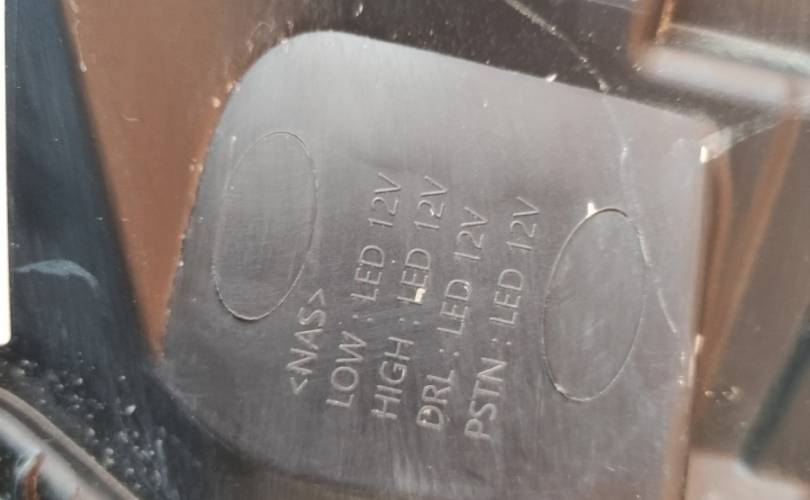 <NAS>
LOW : LED 12V
HIGH : LED 12V
DRL : LED 12V
PSTN : LED 12V